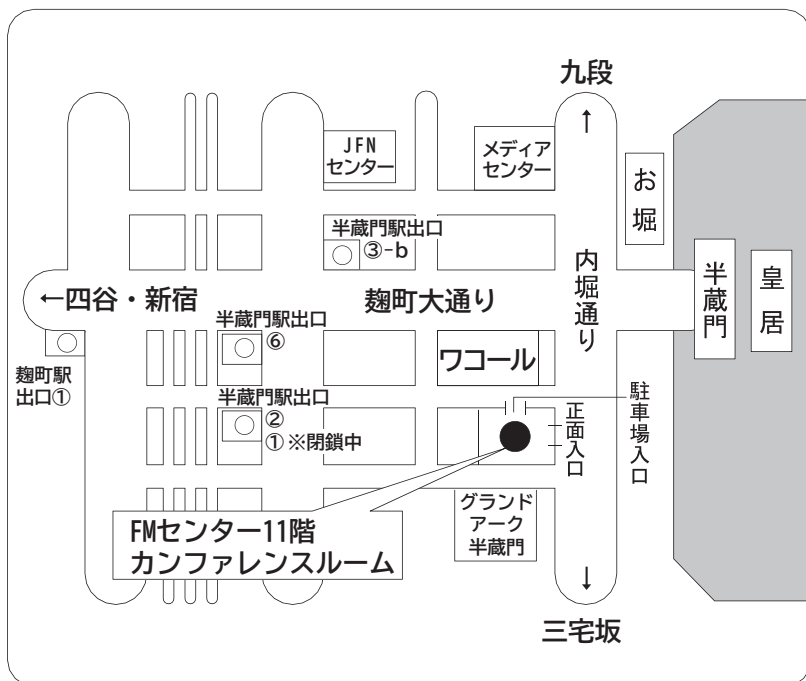 九段
↑
JFN
センター
メディア
センター
お堀
半蔵門駅出口
③-b
内堀通り
半蔵門
皇居
←四谷・新宿
麹町大通り
半蔵門駅出口
⑥
ワコール
麹町駅
出口①
半蔵門駅出口
②
① ※閉鎖中
正面入口
駐車場入口
グランド
アーク
半蔵門
FMセンター11階
カンファレンスルーム
↓
三宅坂